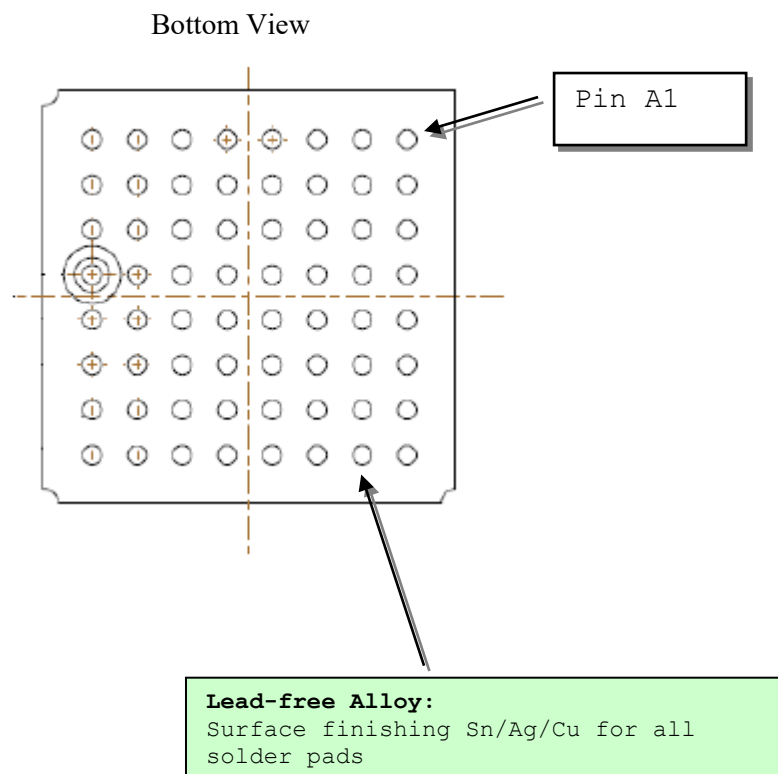 Bottom View
Pin A1
Lead-free Alloy:
Surface finishing Sn/Ag/Cu for all
solder pads